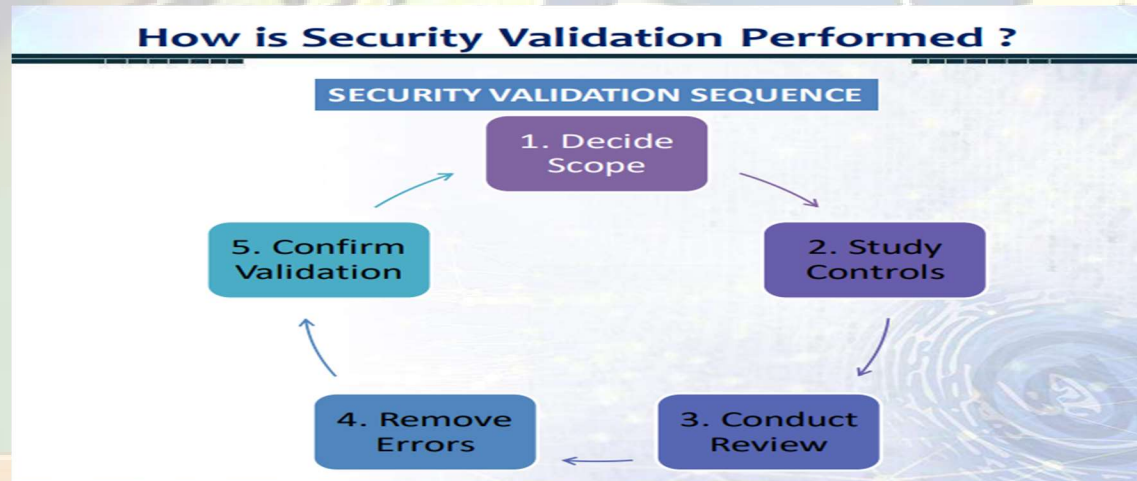 How is Security Validation Performed ?
SECURITY VALIDATION SEQUENCE
1. Decide
Scope
2. Study
Controls
3. Conduct
Review
4. Remove
Errors
5. Confirm
Validation